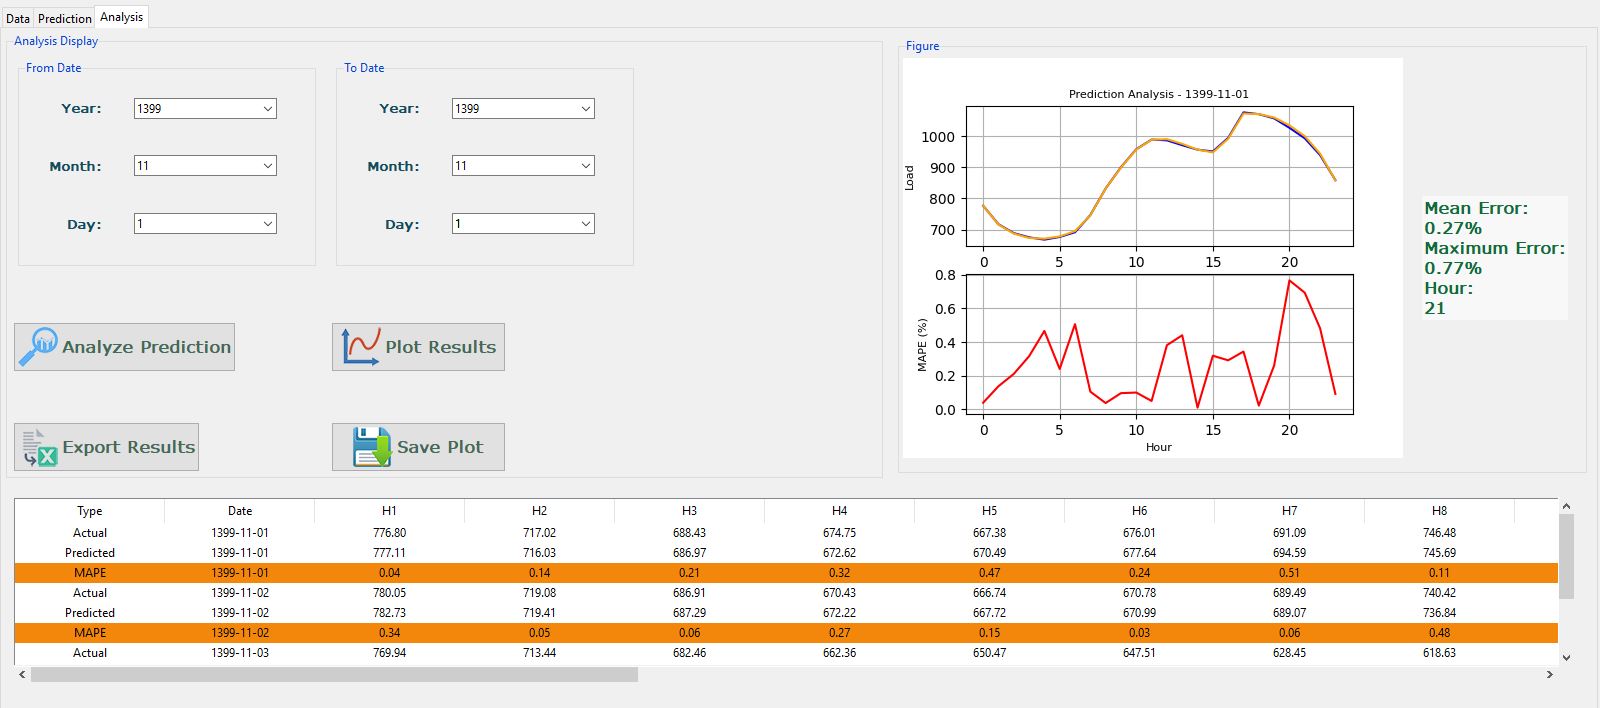 Data Prediction Analysis
Analysis Display
From Date
Year: 1399
Month: 11
Day: 1
To Date
Year: 1399
Month: 11
Day: 1
Analyze Prediction
Plot Results
Export Results
Save Plot
Figure
Prediction Analysis - 1399-11-01
Load
1000
900
800
700
0 5 10 15 20
MAPE (%)
0.8
0.6
0.4
0.2
0.0
0 5 10 15 20
Hour
Mean Error:
0.27%
Maximum Error:
0.77%
Hour:
21
Type Date H1 H2 H3 H4 H5 H6 H7 H8
Actual 1399-11-01 776.80 717.02 688.43 674.75 667.38 676.01 691.09 746.48
Predicted 1399-11-01 777.11 716.03 686.97 672.62 670.49 677.64 694.59 745.69
MAPE 1399-11-01 0.04 0.14 0.21 0.32 0.47 0.24 0.51 0.11
Actual 1399-11-02 780.05 719.08 686.91 670.43 666.74 670.78 689.49 740.42
Predicted 1399-11-02 782.73 719.41 687.29 672.22 667.72 670.99 689.07 736.84
MAPE 1399-11-02 0.34 0.05 0.06 0.27 0.15 0.03 0.06 0.48
Actual 1399-11-03 769.94 713.44 682.46 662.36 650.47 647.51 628.45 618.63